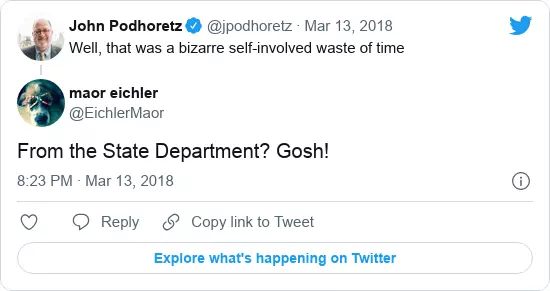 John Podhoretz @jpodhoretz · Mar 13, 2018
Well, that was a bizarre self-involved waste of time
maor eichler
@EichlerMaor
From the State Department? Gosh!
8:23 PM · Mar 13, 2018
Reply Copy link to Tweet
Explore what's happening on Twitter